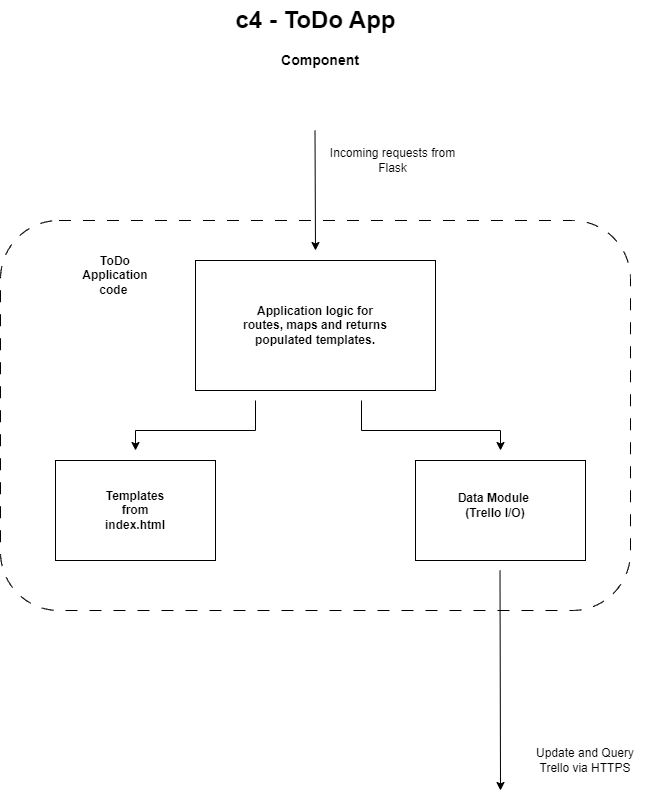 c4 - ToDo App
Component
Incoming requests from
Flask
ToDo
Application
code
Application logic for
routes, maps and returns
populated templates.
Templates
from
index.html
Data Module
(Trello I/O)
Update and Query
Trello via HTTPS